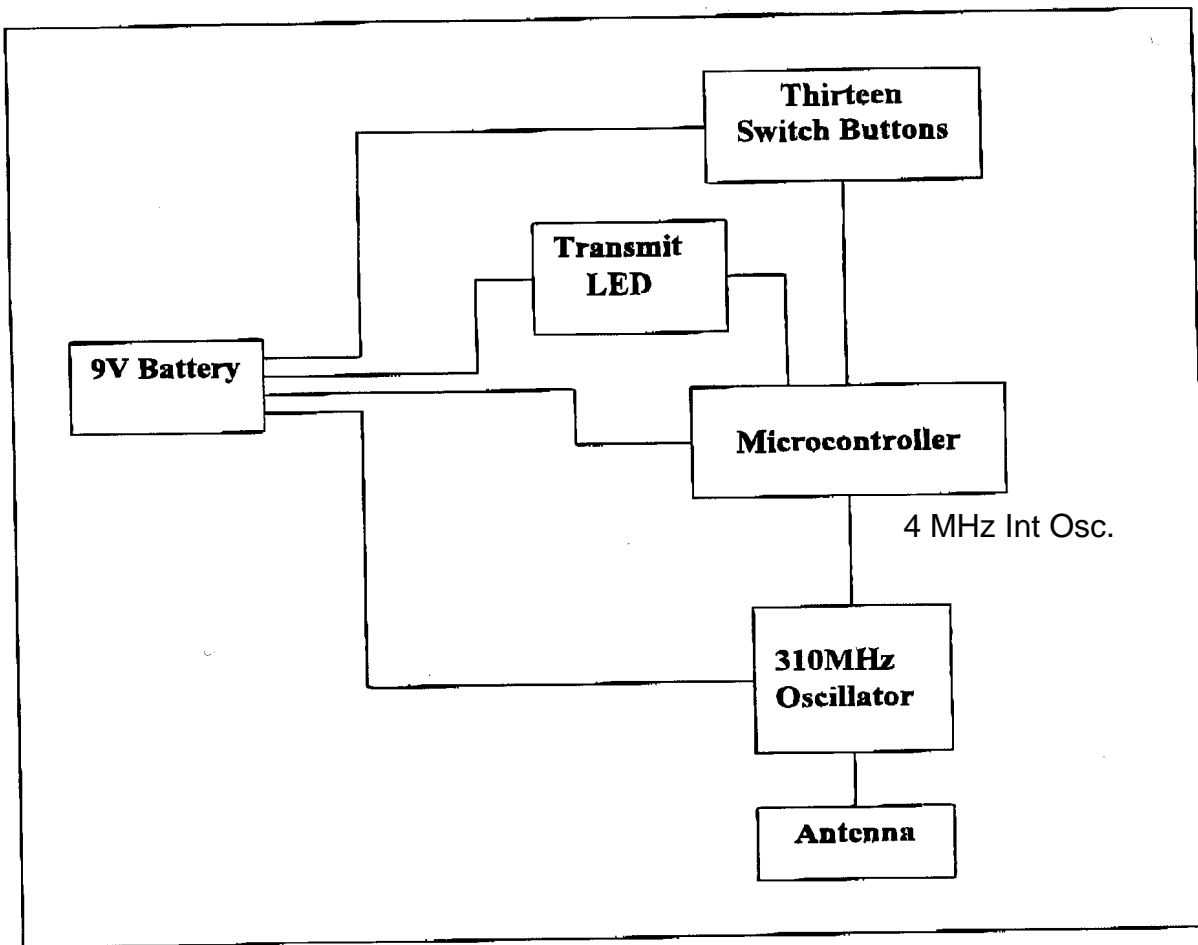 Thirteen
Switch Buttons
Transmit
LED
9V Battery
Microcontroller
4 MHz Int Osc.
310MHz
Oscillator
Antenna